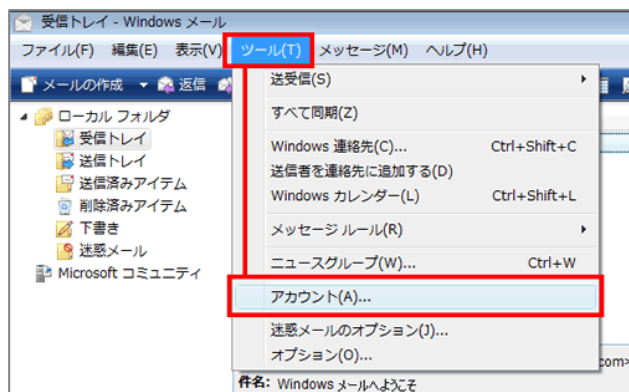 受信トレイ - Windows メール
ファイル(F) 編集(E) 表示(V) ツール(T) メッセージ(M) ヘルプ(H)
メールの作成 返信
送受信(S)
すべて同期(Z)
Windows 連絡先(C)... Ctrl+Shift+C
送信者を連絡先に追加する(D)
Windows カレンダー(L) Ctrl+Shift+L
メッセージ ルール(R)
ニュースグループ(W)... Ctrl+W
アカウント(A)...
迷惑メールのオプション(J)...
オプション(O)...
ローカル フォルダ
受信トレイ
送信トレイ
送信済みアイテム
削除済みアイテム
下書き
迷惑メール
Microsoft コミュニティ
com>
件名: Windows メールへようこそ